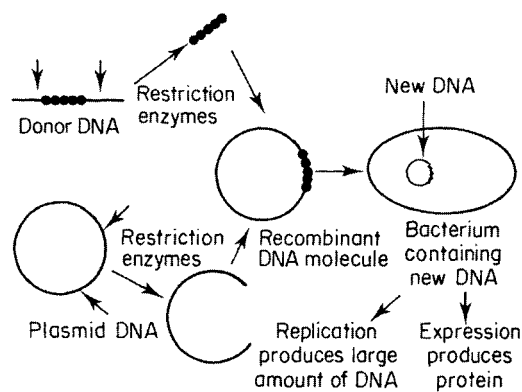 Donor DNA
Restriction
enzymes
New DNA
Restriction
enzymes
Plasmid DNA
Recombinant
DNA molecule
Bacterium
containing
new DNA
Replication
produces large
amount of DNA
Expression
produces
protein